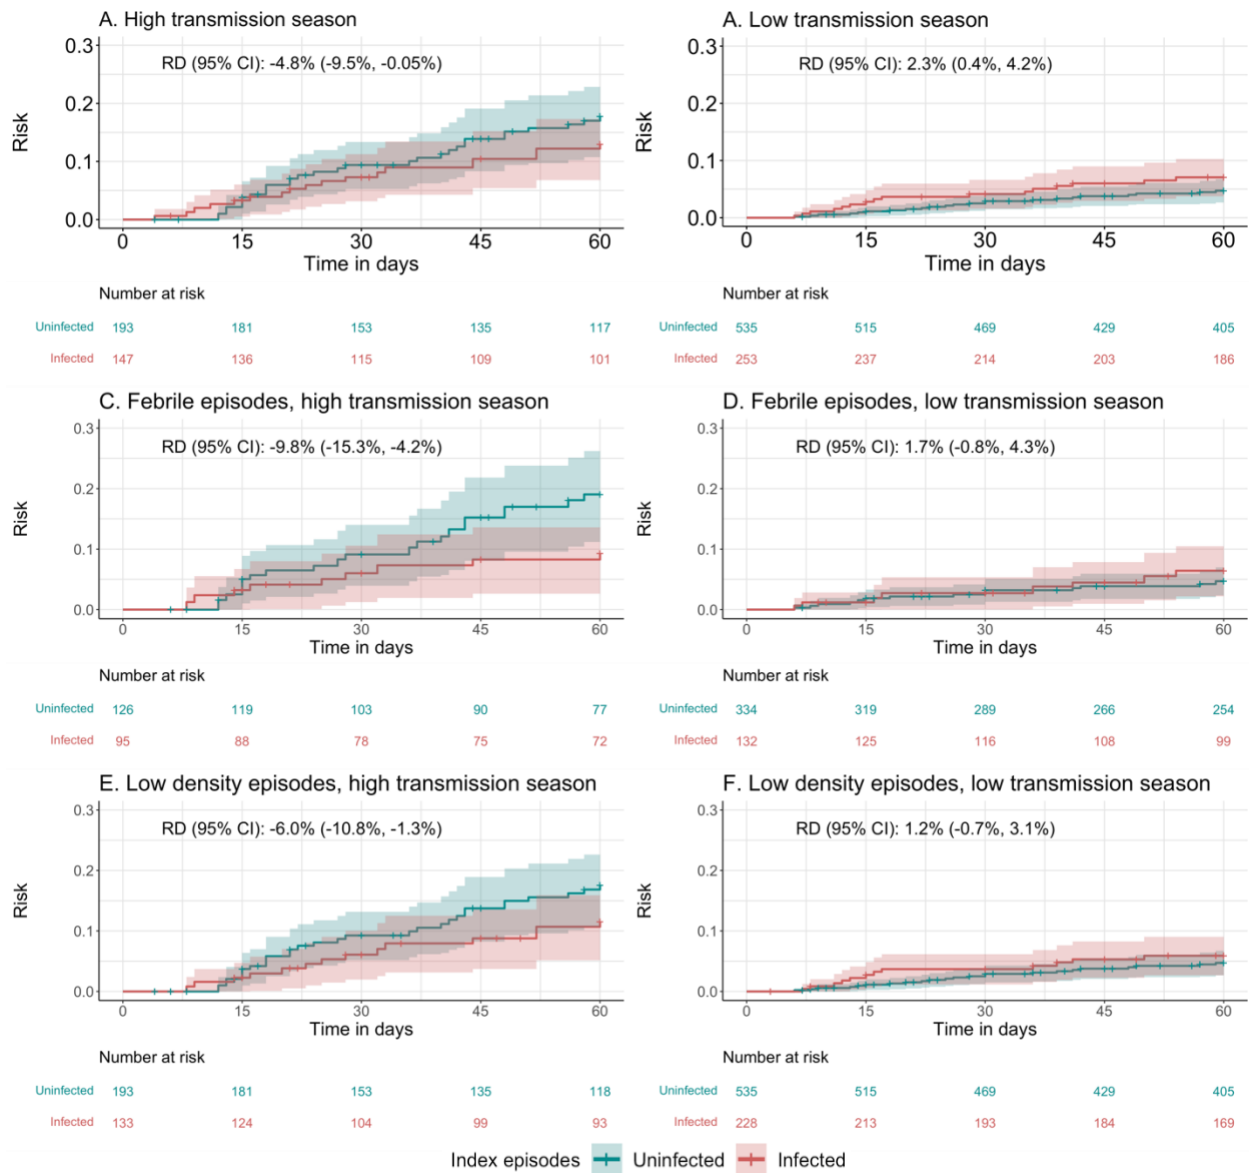 A. High transmission season
RD (95% CI): -4.8% (-9.5%, -0.05%)
Risk
0.3
0.2
0.1
0.0
0 15 30 45 60
Time in days
Number at risk
Uninfected 193 181 153 135 117
Infected 147 136 115 109 101
A. Low transmission season
RD (95% CI): 2.3% (0.4%, 4.2%)
Risk
0.3
0.2
0.1
0.0
0 15 30 45 60
Time in days
Number at risk
Uninfected 535 515 469 429 405
Infected 253 237 214 203 186
C. Febrile episodes, high transmission season
RD (95% CI): -9.8% (-15.3%, -4.2%)
Risk
0.3
0.2
0.1
0.0
0 15 30 45 60
Time in days
Number at risk
Uninfected 126 119 103 90 77
Infected 95 88 78 75 72
D. Febrile episodes, low transmission season
RD (95% CI): 1.7% (-0.8%, 4.3%)
Risk
0.3
0.2
0.1
0.0
0 15 30 45 60
Time in days
Number at risk
Uninfected 334 319 289 266 254
Infected 132 125 116 108 99
E. Low density episodes, high transmission season
RD (95% CI): -6.0% (-10.8%, -1.3%)
Risk
0.3
0.2
0.1
0.0
0 15 30 45 60
Time in days
Number at risk
Uninfected 193 181 153 135 118
Infected 133 124 104 99 93
F. Low density episodes, low transmission season
RD (95% CI): 1.2% (-0.7%, 3.1%)
Risk
0.3
0.2
0.1
0.0
0 15 30 45 60
Time in days
Number at risk
Uninfected 535 515 469 429 405
Infected 228 213 193 184 169
Index episodes Uninfected Infected